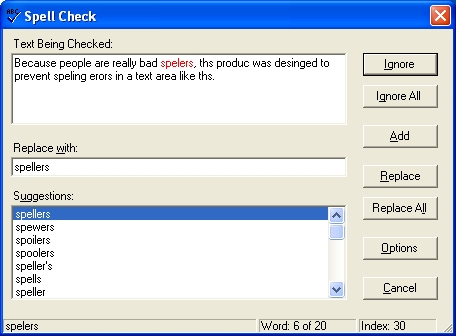 Spell Check
Text Being Checked:
Because people are really bad spelers, ths produc was desinged to
prevent speling erors in a text area like ths.
Ignore
Ignore All
Add
Replace with:
spellers
Replace
Replace All
Suggestions:
spellers
spewers
spoilers
spoolers
speller's
spells
speller
Options
Cancel
spelers
Word: 6 of 20
Index: 30